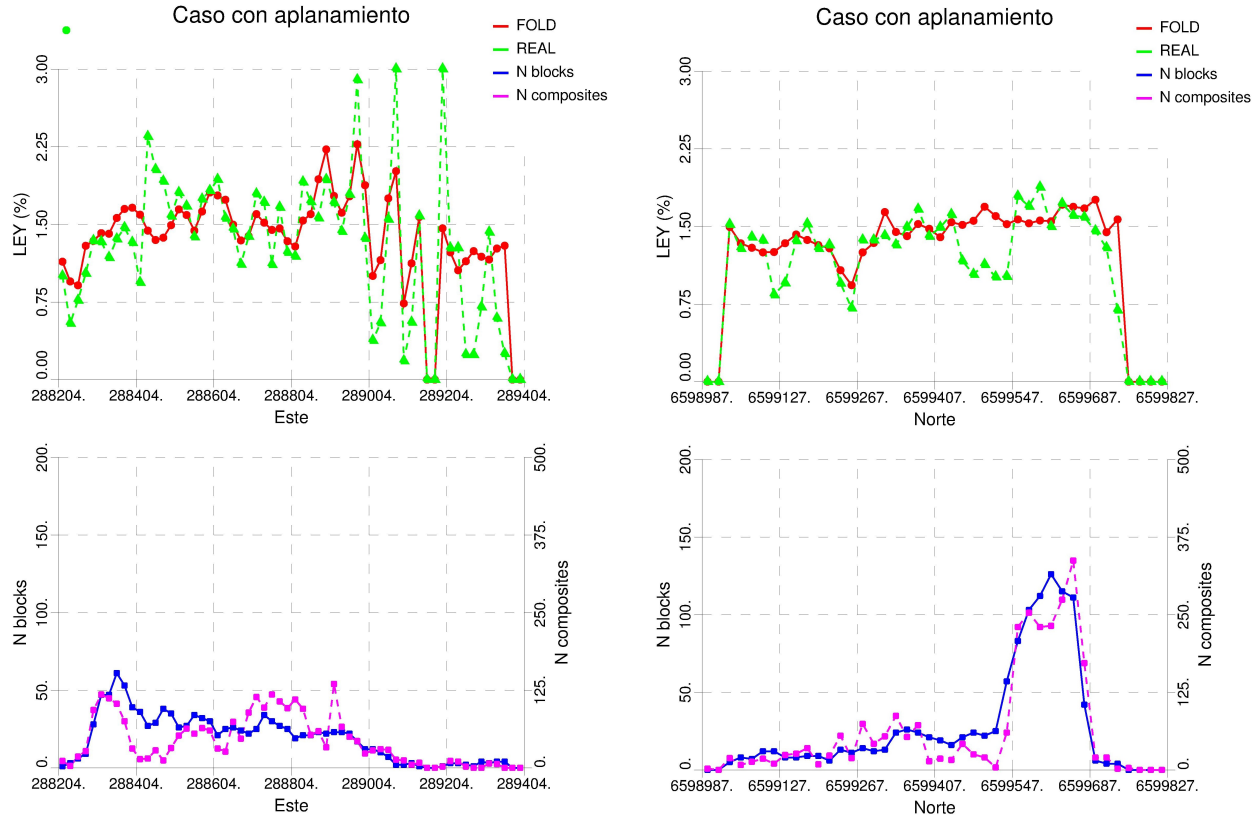 Caso con aplanamiento
FOLD
REAL
N blocks
N composites
3.00
2.25
1.50
0.75
0.00
LEY (%)
288204. 288404. 288604. 288804. 289004. 289204. 289404.
Este
Caso con aplanamiento
FOLD
REAL
N blocks
N composites
3.00
2.25
1.50
0.75
0.00
LEY (%)
6598987. 6599127. 6599267. 6599407. 6599547. 6599687. 6599827.
Norte
200.
150.
100.
50.
0.
N blocks
500.
375.
250.
125.
0.
N composites
288204. 288404. 288604. 288804. 289004. 289204. 289404.
Este
200.
150.
100.
50.
0.
N blocks
500.
375.
250.
125.
0.
N composites
6598987. 6599127. 6599267. 6599407. 6599547. 6599687. 6599827.
Norte